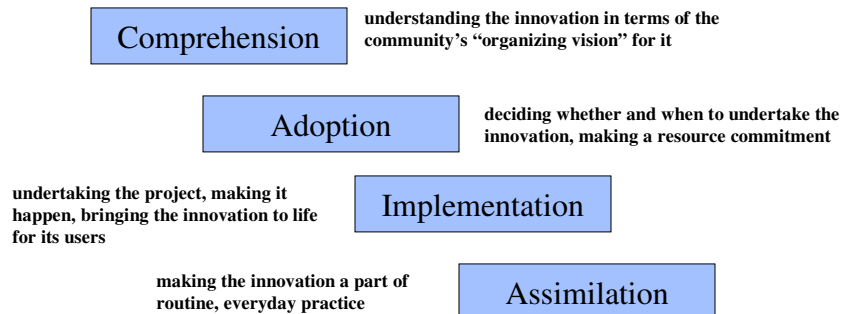 Comprehension
understanding the innovation in terms of the
community’s “organizing vision” for it
Adoption
deciding whether and when to undertake the
innovation, making a resource commitment
undertaking the project, making it
happen, bringing the innovation to life
for its users
Implementation
making the innovation a part of
routine, everyday practice
Assimilation